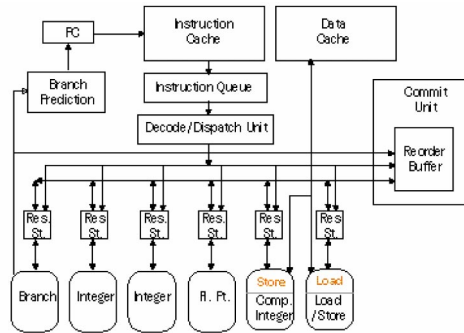 PC
Instruction
Cache
Data
Cache
Branch
Prediction
Instruction Queue
Commit
Unit
Decode/Dispatch Unit
Reorder
Buffer
Res.
St.
Res.
St.
Res.
St.
Res.
St.
Res.
St.
Res.
St.
Branch
Integer
Integer
Fl. Pt.
Store
Comp.
Integer
Load
Load
/Store